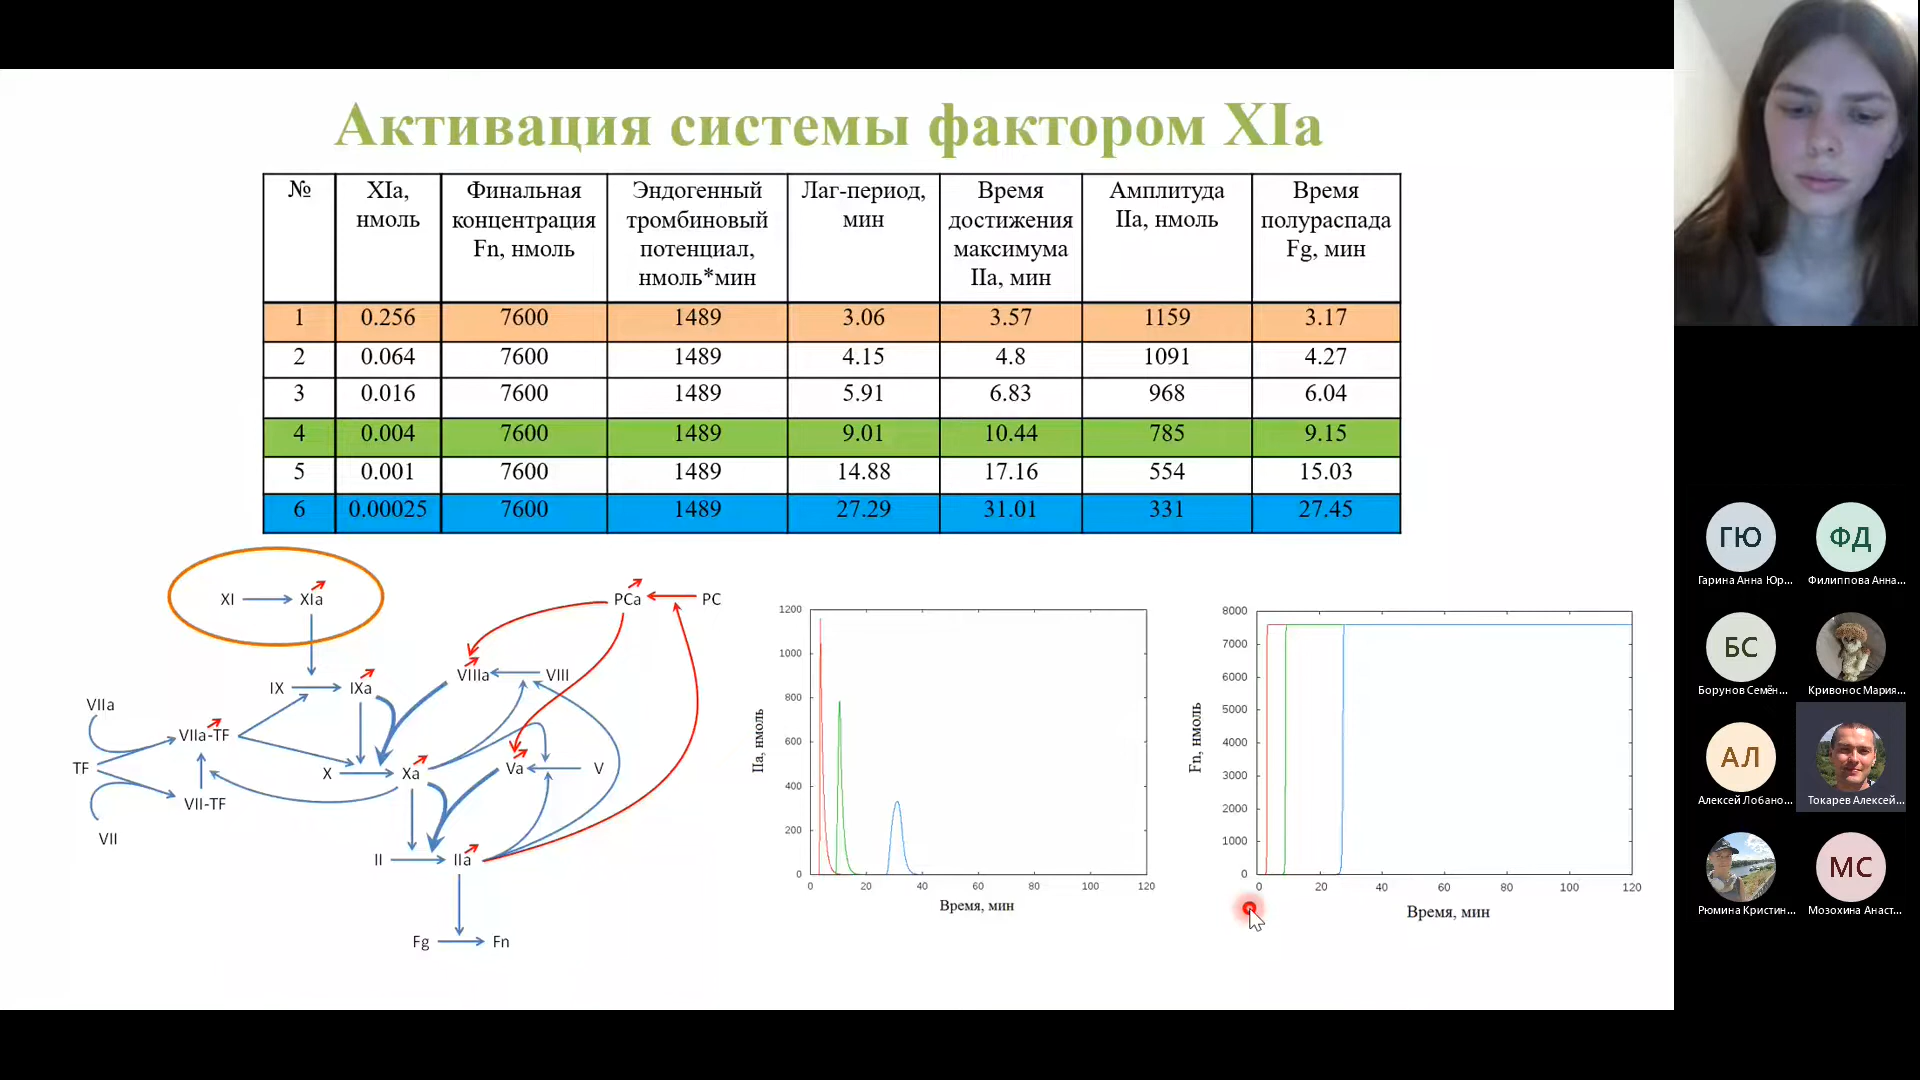 Активация системы фактором XIa
№
XIa,
нмоль
Финальная
концентрация
Fn, нмоль
Эндогенный
тромбиновый
потенциал,
нмоль*мин
Лаг-период,
мин
Время
достижения
максимума
IIa, мин
Амплитуда
IIa, нмоль
Время
полураспада
Fg, мин
1 0.256 7600 1489 3.06 3.57 1159 3.17
2 0.064 7600 1489 4.15 4.8 1091 4.27
3 0.016 7600 1489 5.91 6.83 968 6.04
4 0.004 7600 1489 9.01 10.44 785 9.15
5 0.001 7600 1489 14.88 17.16 554 15.03
6 0.00025 7600 1489 27.29 31.01 331 27.45
XI XIa
PCa PC
IX IXa
VIIIa VIII
VIIa
VIIa-TF
TF
X Xa
Va V
VII-TF
VII
II IIa
Fg Fn
1200
1000
800
600
400
200
0
IIa, нмоль
0 20 40 60 80 100 120
Время, мин
8000
7000
6000
5000
4000
3000
2000
1000
0
Fn, нмоль
0 20 40 60 80 100 120
Время, мин
ГЮ
Гарина Анна Юр...
ФД
Филиппова Анна...
БС
Борунов Семён...
Кривонос Мария...
АЛ
Алексей Лобано...
Токарев Алексей...
Рюмина Кристин...
МС
Мозохина Анаст...